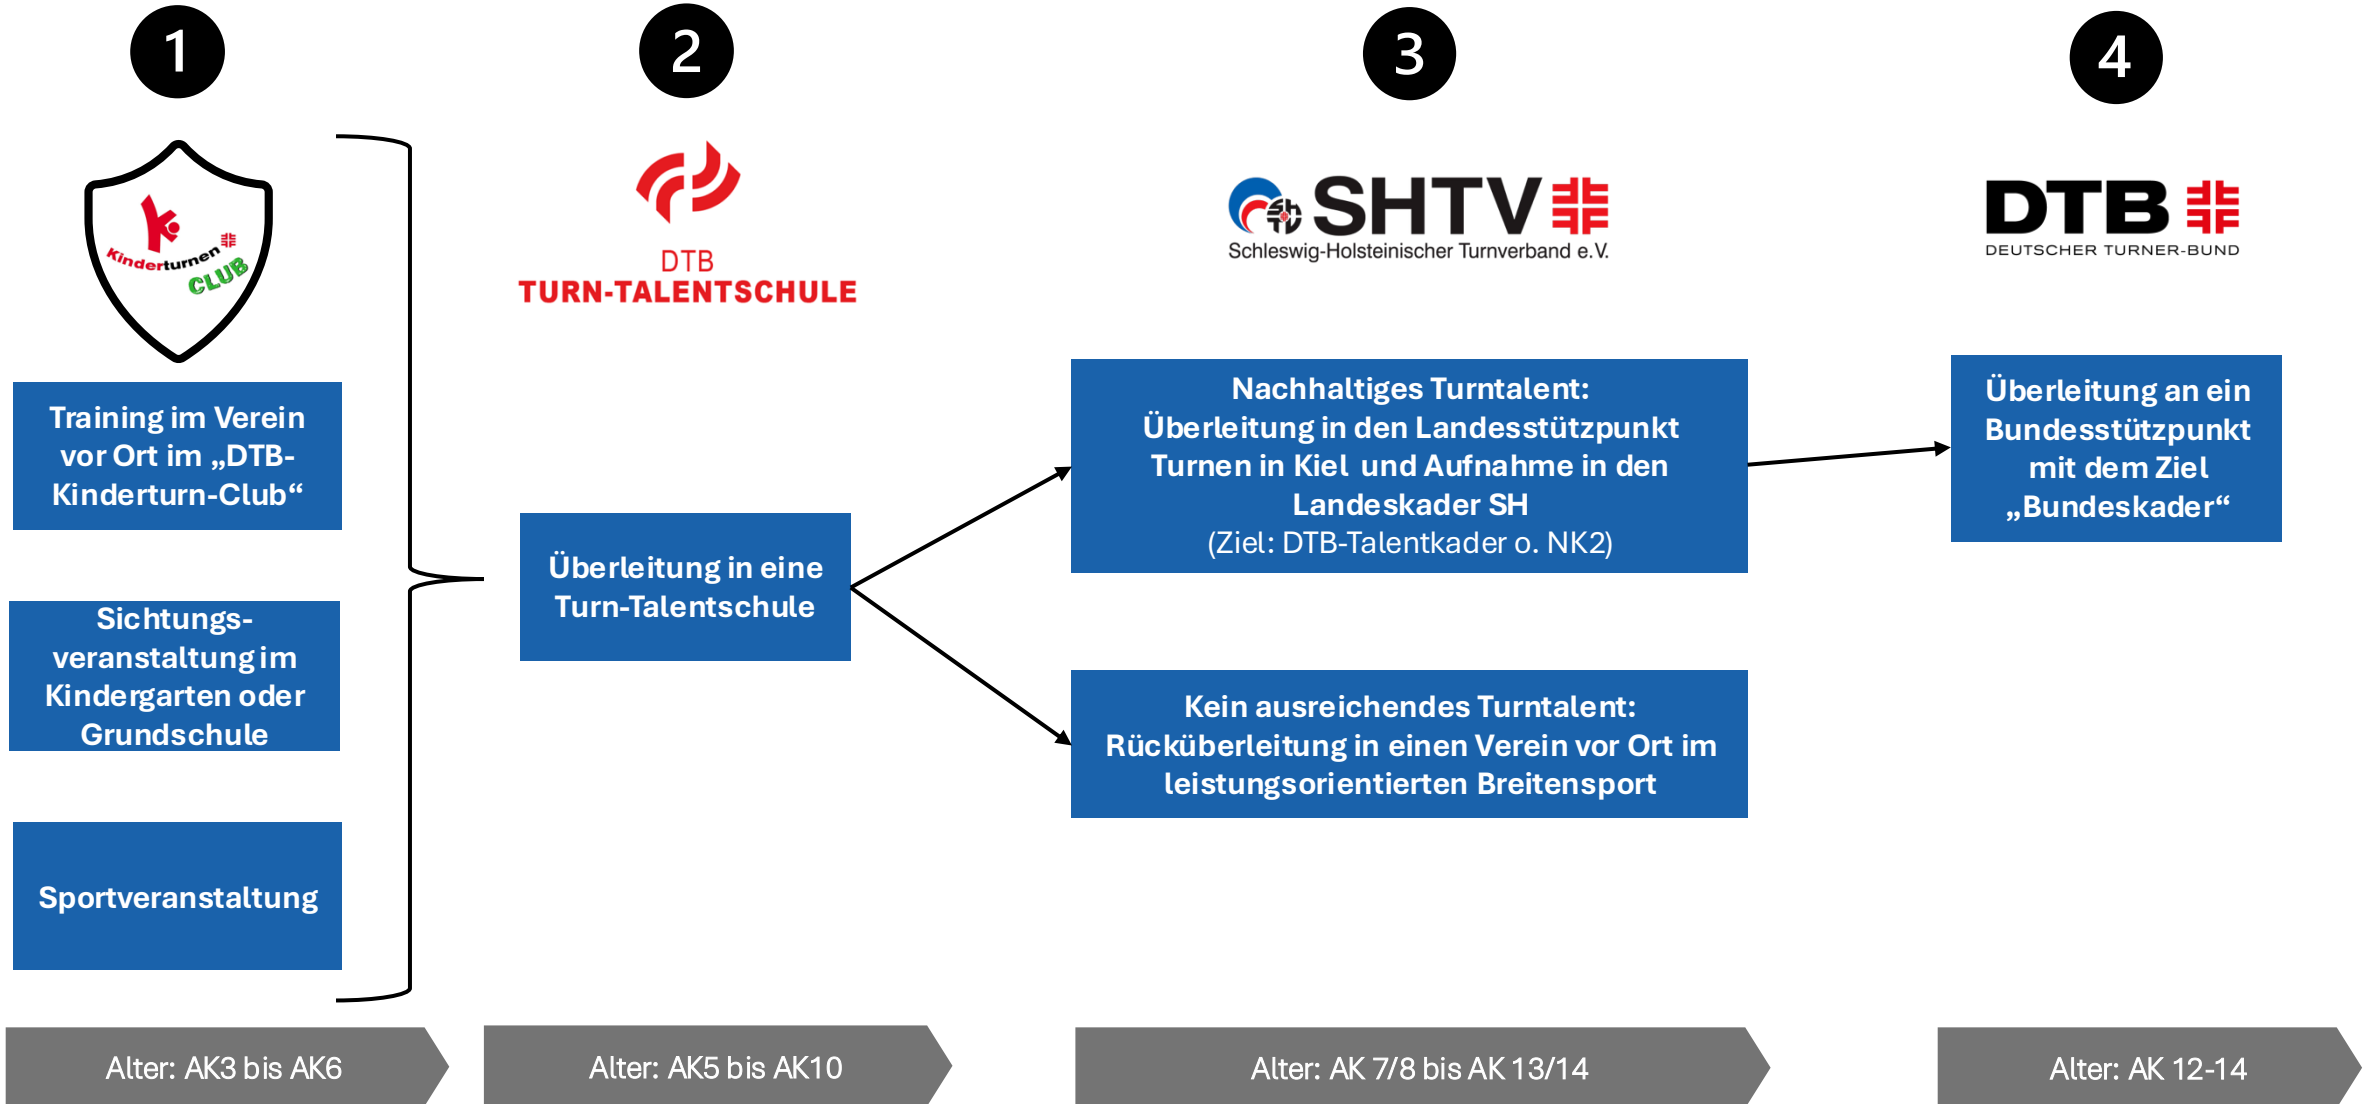 1
2
3
4
Kinderturnen
CLUB
DTB
TURN-TALENTSCHULE
SHTV
Schleswig-Holsteinischer Turnverband e.V.
DTB
DEUTSCHER TURNER-BUND
Training im Verein
vor Ort im „DTB-
Kinderturn-Club“
Sichtungs-
veranstaltung im
Kindergarten oder
Grundschule
Sportveranstaltung
Überleitung in eine
Turn-Talentschule
Nachhaltiges Turntalent:
Überleitung in den Landesstützpunkt
Turnen in Kiel und Aufnahme in den
Landeskader SH
(Ziel: DTB-Talentkader o. NK2)
Kein ausreichendes Turntalent:
Rücküberleitung in einen Verein vor Ort im
leistungsorientierten Breitensport
Überleitung an ein
Bundesstützpunkt
mit dem Ziel
„Bundeskader“
Alter: AK3 bis AK6
Alter: AK5 bis AK10
Alter: AK 7/8 bis AK 13/14
Alter: AK 12-14